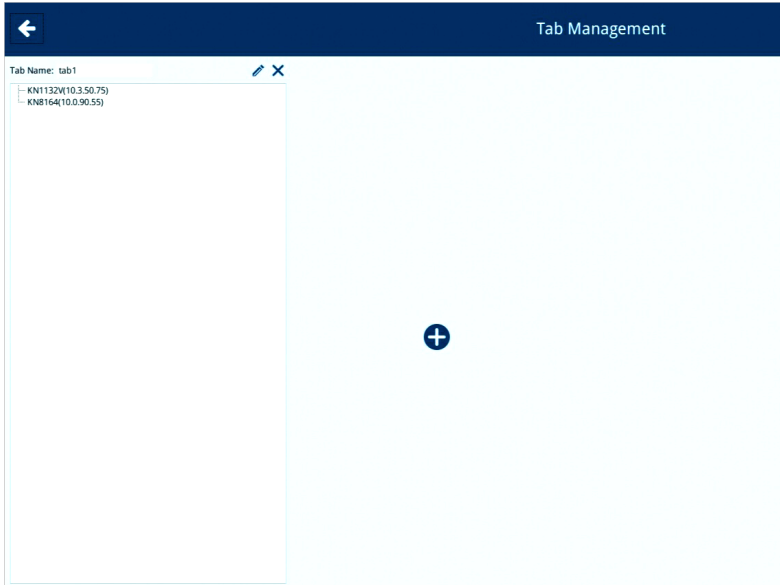 Tab Management
Tab Name: tab1
KN1132V(10.3.50.75)
KN8164(10.0.90.55)